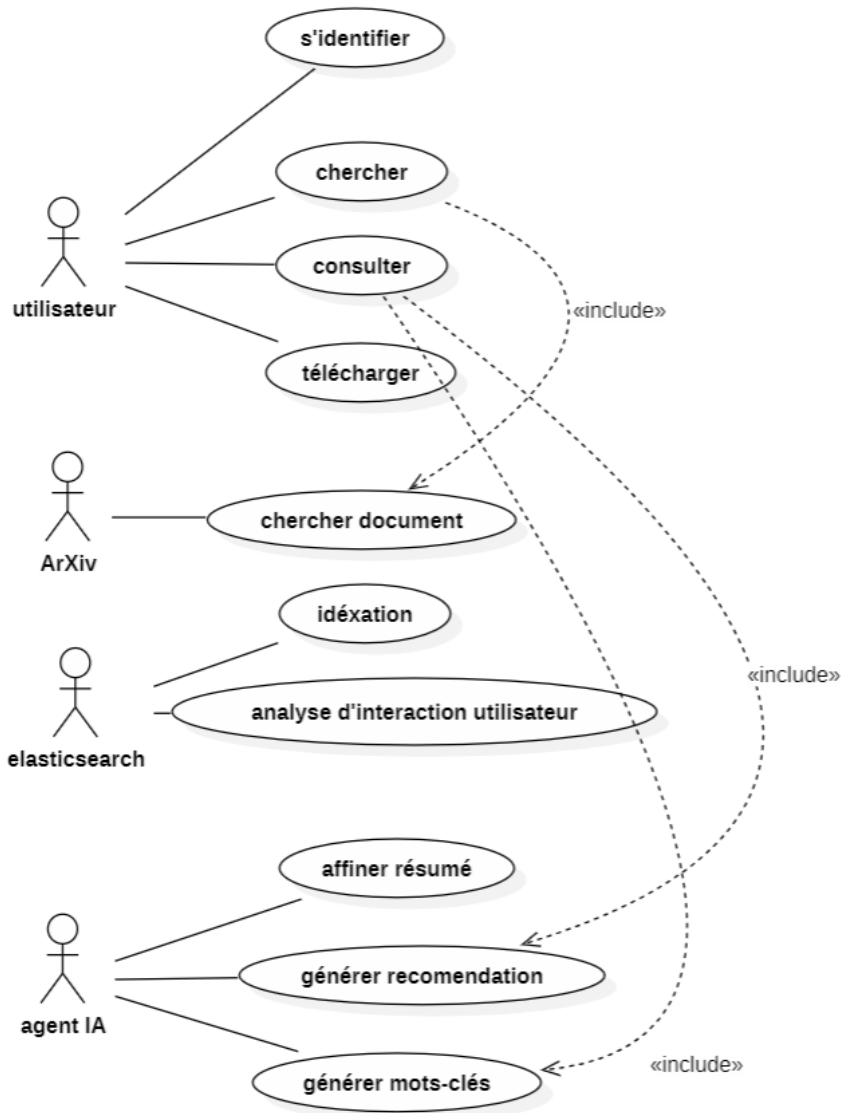 s'identifier
chercher
consulter
utilisateur
«include»
télécharger
chercher document
ArXiv
idéxation
«include»
analyse d'interaction utilisateur
elasticsearch
affiner résumé
générer recomendation
agent IA
«include»
générer mots-clés